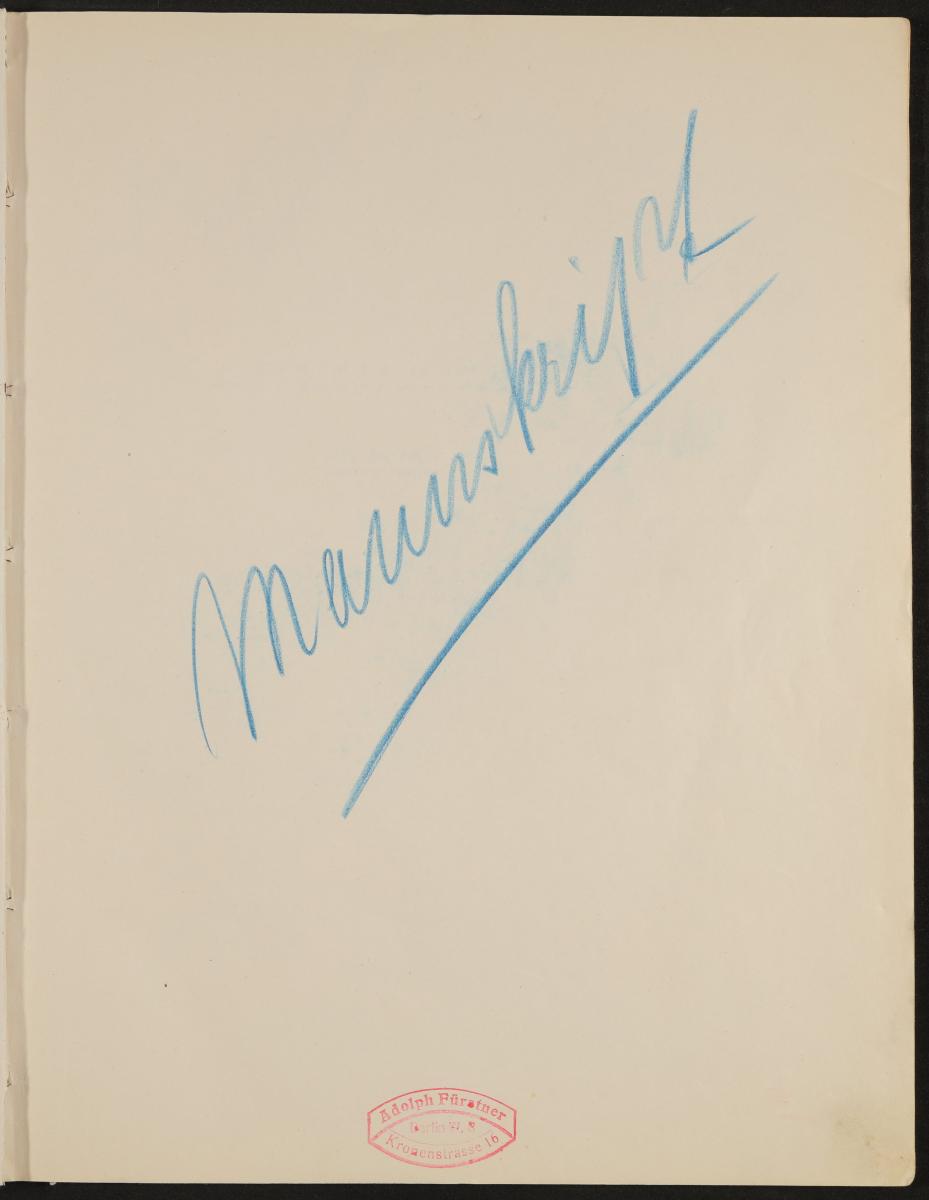 Manuskript
Adolph Fürstner
Berlin W. 8
Kronenstrasse 16